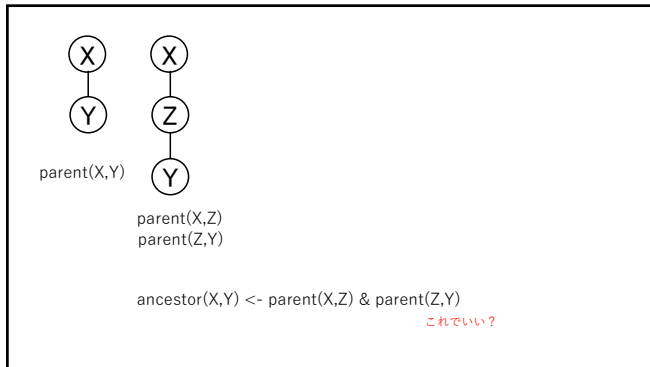 X
Y
parent(X,Y)
X
Z
Y
parent(X,Z)
parent(Z,Y)
ancestor(X,Y) <- parent(X,Z) & parent(Z,Y)
これでいい？